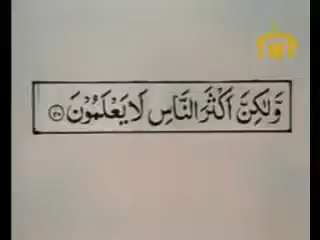 وَلٰكِنَّ اَكْثَرَ النَّاسِ لَا يَعْلَمُوْنَ